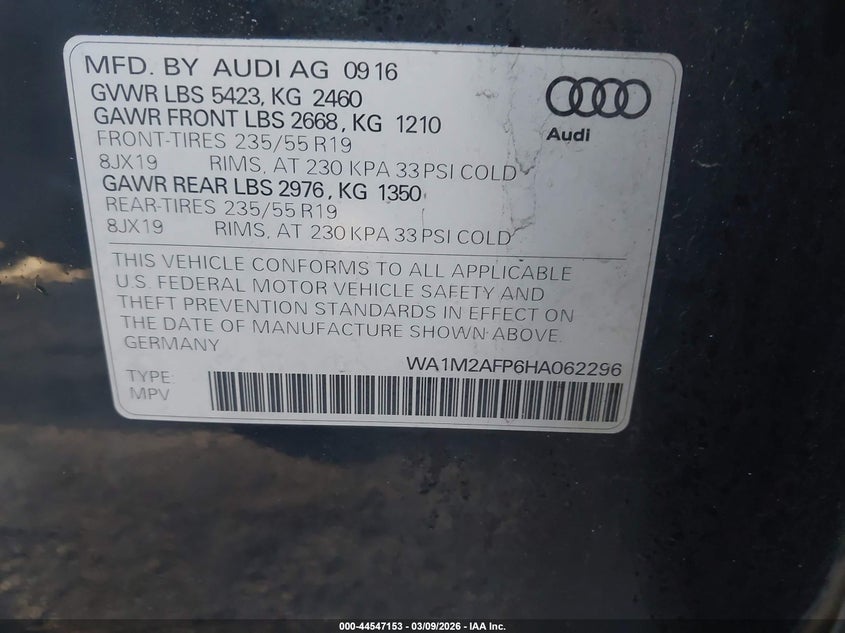 MFD. BY AUDI AG 0916
GVWR LBS 5423, KG 2460
GAWR FRONT LBS 2668, KG 1210
FRONT-TIRES 235/55 R19
8JX19 RIMS, AT 230 KPA 33 PSI COLD
GAWR REAR LBS 2976, KG 1350
REAR-TIRES 235/55 R19
8JX19 RIMS, AT 230 KPA 33 PSI COLD
Audi
THIS VEHICLE CONFORMS TO ALL APPLICABLE
U.S. FEDERAL MOTOR VEHICLE SAFETY AND
THEFT PREVENTION STANDARDS IN EFFECT ON
THE DATE OF MANUFACTURE SHOWN ABOVE.
GERMANY
WA1M2AFP6HA062296
TYPE:
MPV
000-44547153 — 03/09/2026 — IAA Inc.